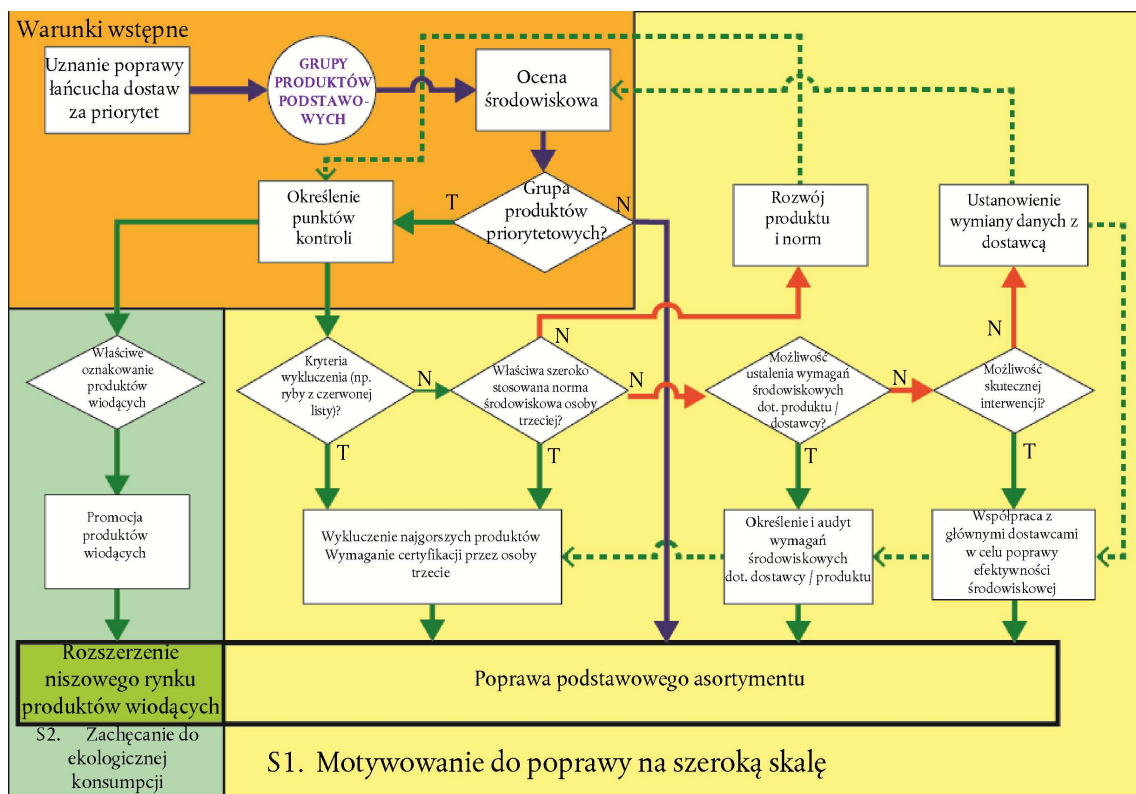 Warunki wstępne
Uznanie poprawy
łańcucha dostaw
za priorytet
GRUPY
PRODUKTÓW
PODSTAWO-
WYCH
Ocena
środowiskowa
Określenie
punktów
kontroli
T
Grupa
produktów
priorytetowych?
N
Rozwój
produktu
i norm
Ustanowienie
wymiany danych z
dostawcą
Właściwe
oznakowanie
produktów
wiodących
Kryteria
wykluczenia (np.
ryby z czerwonej
listy)?
N
T
N
Właściwa szeroko
stosowana norma
środowiskowa osoby
trzeciej?
N
T
Możliwość
ustalenia wymagań
środowiskowych
dot. produktu /
dostawcy?
N
T
N
Możliwość
skutecznej
interwencji?
T
Promocja
produktów
wiodących
Wykluczenie najgorszych produktów
Wymaganie certyfikacji przez osoby
trzecie
Określenie i audyt
wymagań
środowiskowych
dot. dostawcy / produktu
Współpraca z
głównymi dostawcami
w celu poprawy
efektywności
środowiskowej
Rozszerzenie
niszowego rynku
produktów wiodących
Poprawa podstawowego asortymentu
S2. Zachęcanie do
ekologicznej
konsumpcji
S1. Motywowanie do poprawy na szeroką skalę